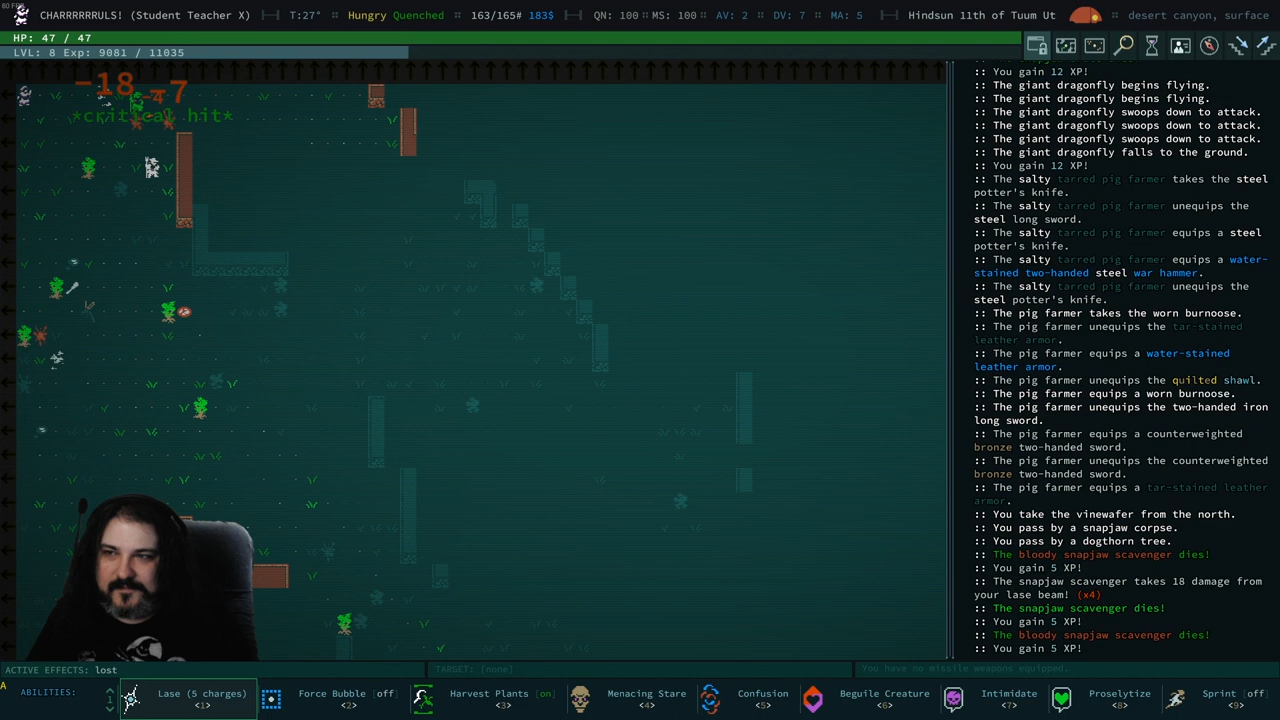 60 FPS
CHARRRRRRULS! (Student Teacher X) T:27° Hungry Quenched 163/165# 183$ QN: 100 MS: 100 AV: 2 DV: 7 MA: 5 Hindsun 11th of Tuum Ut desert canyon, surface
HP: 47 / 47
LVL: 8 Exp: 9081 / 11035
-18 -4 -7
*critical hit*
:: You gain 12 XP!
:: The giant dragonfly begins flying.
:: The giant dragonfly begins flying.
:: The giant dragonfly swoops down to attack.
:: The giant dragonfly swoops down to attack.
:: The giant dragonfly swoops down to attack.
:: The giant dragonfly falls to the ground.
:: You gain 12 XP!
:: The salty tarred pig farmer takes the steel
potter's knife.
:: The salty tarred pig farmer unequips the
steel long sword.
:: The salty tarred pig farmer equips a steel
potter's knife.
:: The salty tarred pig farmer equips a water-
stained two-handed steel war hammer.
:: The salty tarred pig farmer unequips the
steel potter's knife.
:: The pig farmer takes the worn burnoose.
:: The pig farmer unequips the tar-stained
leather armor.
:: The pig farmer equips a water-stained
leather armor.
:: The pig farmer unequips the quilted shawl.
:: The pig farmer equips a worn burnoose.
:: The pig farmer unequips the two-handed iron
long sword.
:: The pig farmer equips a counterweighted
bronze two-handed sword.
:: The pig farmer unequips the counterweighted
bronze two-handed sword.
:: The pig farmer equips a tar-stained leather
armor.
:: You take the vinewafer from the north.
:: You pass by a snapjaw corpse.
:: You pass by a dogthorn tree.
:: The bloody snapjaw scavenger dies!
:: You gain 5 XP!
:: The snapjaw scavenger takes 18 damage from
your lase beam! (x4)
:: The snapjaw scavenger dies!
:: You gain 5 XP!
:: The bloody snapjaw scavenger dies!
:: You gain 5 XP!
ACTIVE EFFECTS: lost TARGET: [none] You have no missile weapons equipped.
A
ABILITIES: 1 Lase (5 charges) <1> Force Bubble [off] <2> Harvest Plants [on] <3> Menacing Stare <4> Confusion <5> Beguile Creature <6> Intimidate <7> Proselytize <8> Sprint [off] <9>